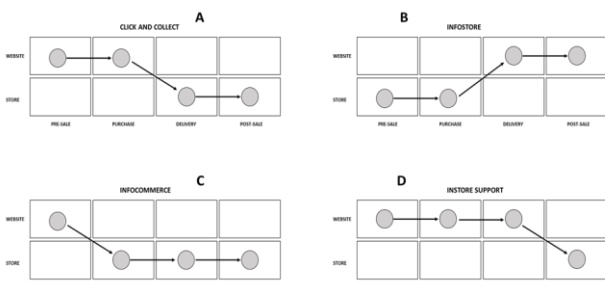 A
CLICK AND COLLECT
WEBSITE
STORE
PRE-SALE PURCHASE DELIVERY POST-SALE
B
INFOSTORE
WEBSITE
STORE
PRE-SALE PURCHASE DELIVERY POST-SALE
C
INFOCOMMERCE
WEBSITE
STORE
D
INSTORE SUPPORT
WEBSITE
STORE